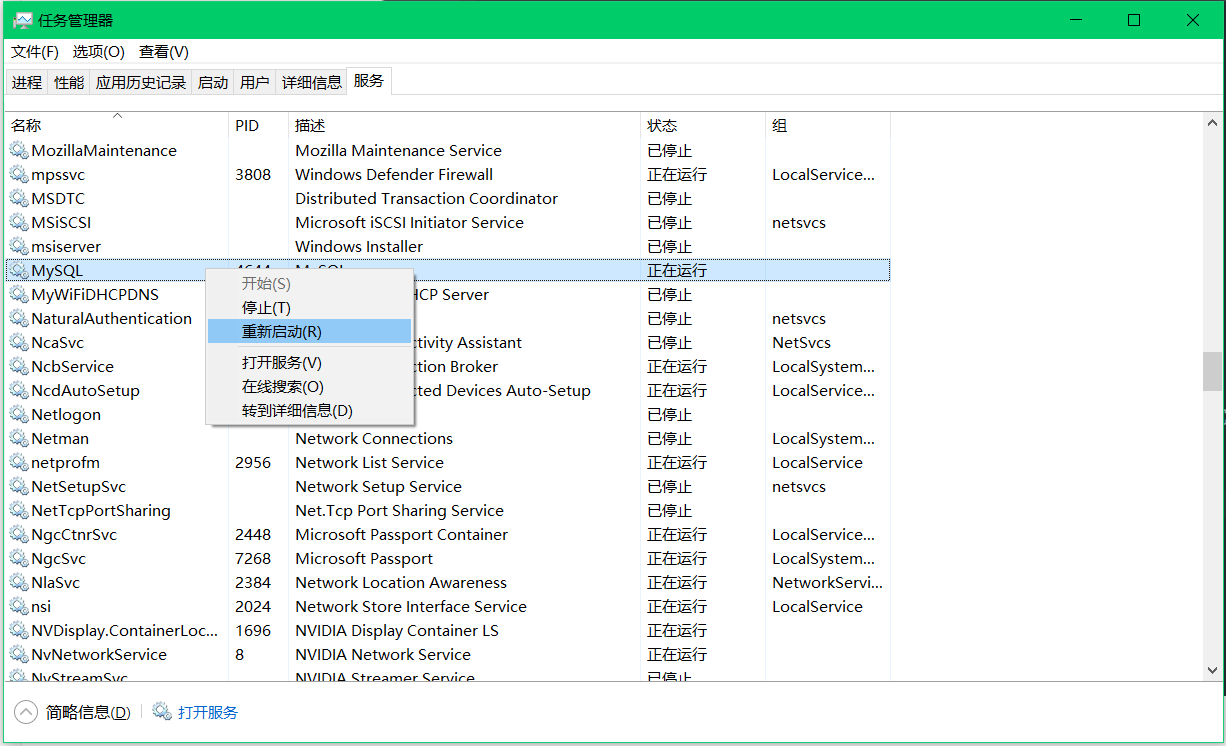 任务管理器
文件(F) 选项(O) 查看(V)
进程 性能 应用历史记录 启动 用户 详细信息 服务
名称 PID 描述 状态 组
MozillaMaintenance Mozilla Maintenance Service 已停止
mpssvc 3808 Windows Defender Firewall 正在运行 LocalService...
MSDTC Distributed Transaction Coordinator 已停止
MSiSCSI Microsoft iSCSI Initiator Service 已停止 netsvcs
msiserver Windows Installer 已停止
MySQL 正在运行
开始(S)
MyWiFiDHCPDNS HCP Server 已停止
停止(T)
NaturalAuthentication 已停止 netsvcs
重新启动(R)
NcaSvc ctivity Assistant 已停止 NetSvcs
打开服务(V)
NcbService ction Broker 正在运行 LocalSystem...
在线搜索(O)
NcdAutoSetup cted Devices Auto-Setup 正在运行 LocalService...
转到详细信息(D)
Netlogon 已停止
Netman Network Connections 已停止 LocalSystem...
netprofm 2956 Network List Service 正在运行 LocalService
NetSetupSvc Network Setup Service 已停止 netsvcs
NetTcpPortSharing Net.Tcp Port Sharing Service 已停止
NgcCtnrSvc 2448 Microsoft Passport Container 正在运行 LocalService...
NgcSvc 7268 Microsoft Passport 正在运行 LocalSystem...
NlaSvc 2384 Network Location Awareness 正在运行 NetworkServi...
nsi 2024 Network Store Interface Service 正在运行 LocalService
NVDisplay.ContainerLoc... 1696 NVIDIA Display Container LS 正在运行
NvNetworkService 8 NVIDIA Network Service 正在运行
NvStreamSvc NVIDIA Streamer Service 已停止
简略信息(D) 打开服务